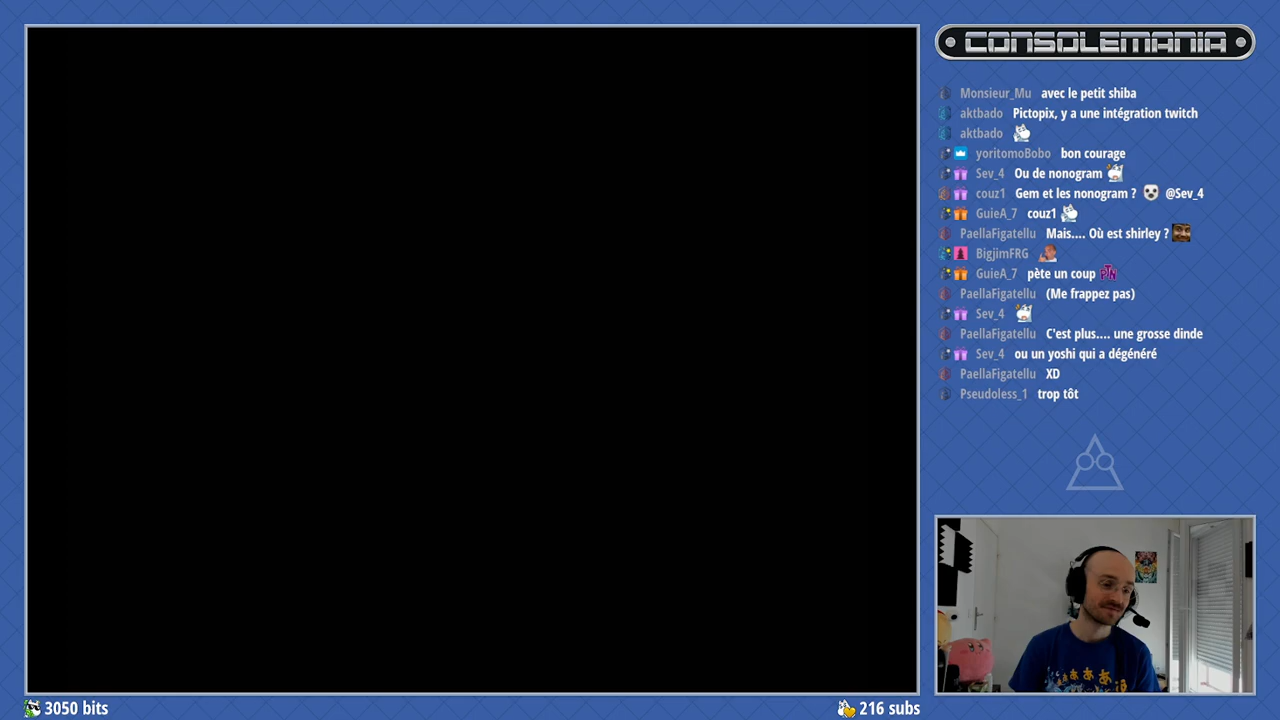 CONSOLEMANIA
Monsieur_Mu avec le petit shiba
aktbado Pictopix, y a une intégration twitch
aktbado
yoritomoBobo bon courage
Sev_4 Ou de nonogram
couz1 Gem et les nonogram ? @Sev_4
GuieA_7 couz1
PaellaFigatellu Mais.... Où est shirley ?
BigjimFRG
GuieA_7 pète un coup PTN
PaellaFigatellu (Me frappez pas)
Sev_4
PaellaFigatellu C'est plus.... une grosse dinde
Sev_4 ou un yoshi qui a dégénéré
PaellaFigatellu XD
Pseudoless_1 trop tôt
3050 bits
216 subs